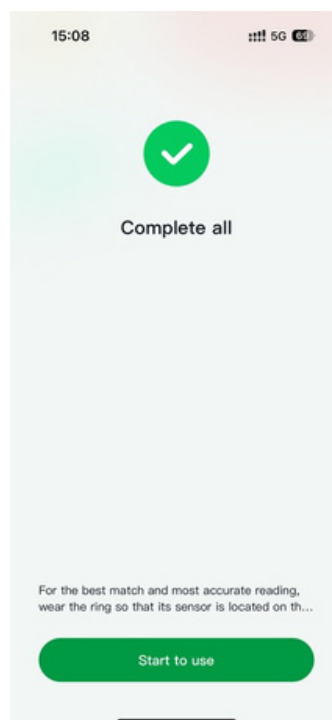 15:08 5G 61
Complete all
For the best match and most accurate reading,
wear the ring so that its sensor is located on th...
Start to use